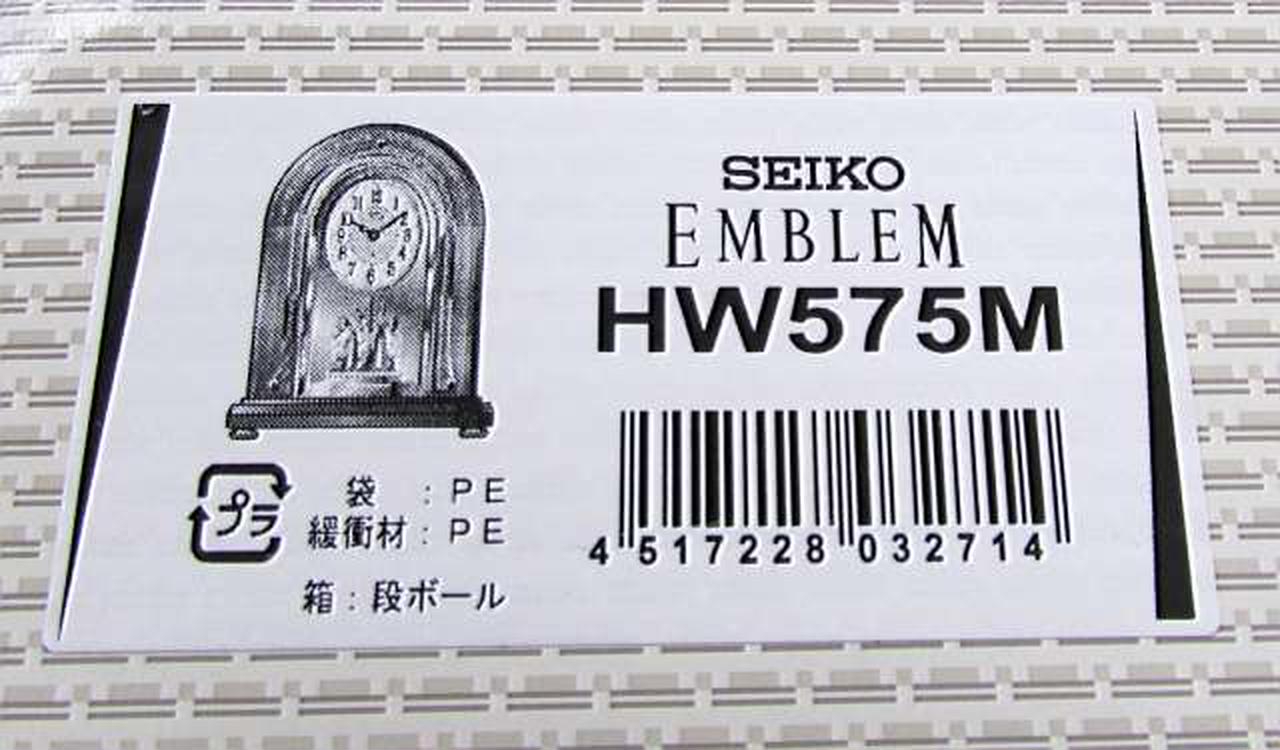 SEIKO
EMBLEM
HW575M
4 517228 032714
プラ
袋 : PE
緩衝材 : PE
箱 : 段ボール